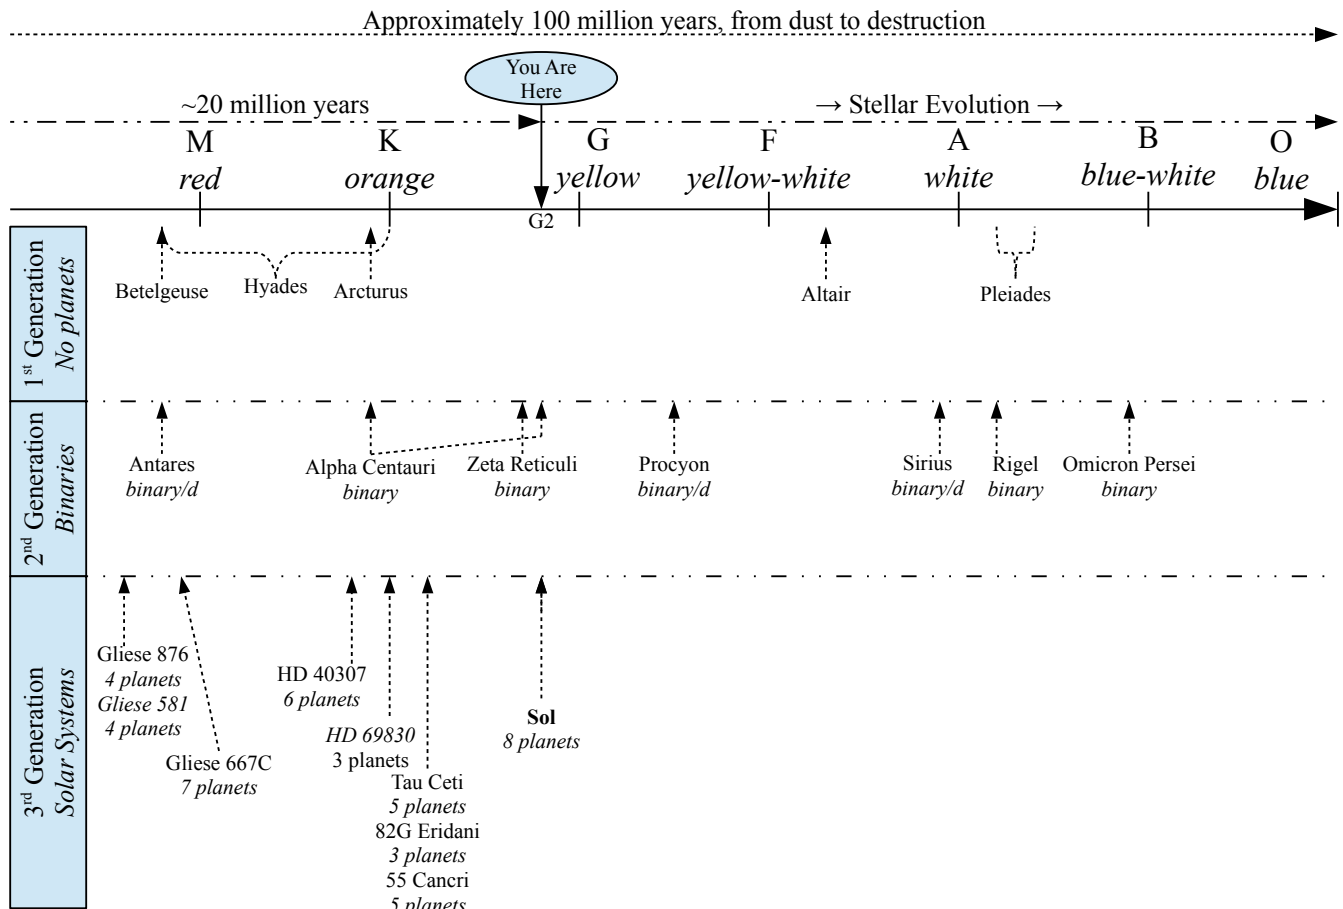 Approximately 100 million years, from dust to destruction
You Are
Here
~20 million years
→ Stellar Evolution →
M
red
K
orange
G
yellow
F
yellow-white
A
white
B
blue-white
O
blue
G2
1st Generation
No planets
Betelgeuse
Hyades
Arcturus
Altair
Pleiades
2nd Generation
Binaries
Antares
binary/d
Alpha Centauri
binary
Zeta Reticuli
binary
Procyon
binary/d
Sirius
binary/d
Rigel
binary
Omicron Persei
binary
3rd Generation
Solar Systems
Gliese 876
4 planets
Gliese 581
4 planets
Gliese 667C
7 planets
HD 40307
6 planets
HD 69830
3 planets
Tau Ceti
5 planets
82G Eridani
3 planets
55 Cancri
5 planets
Sol
8 planets